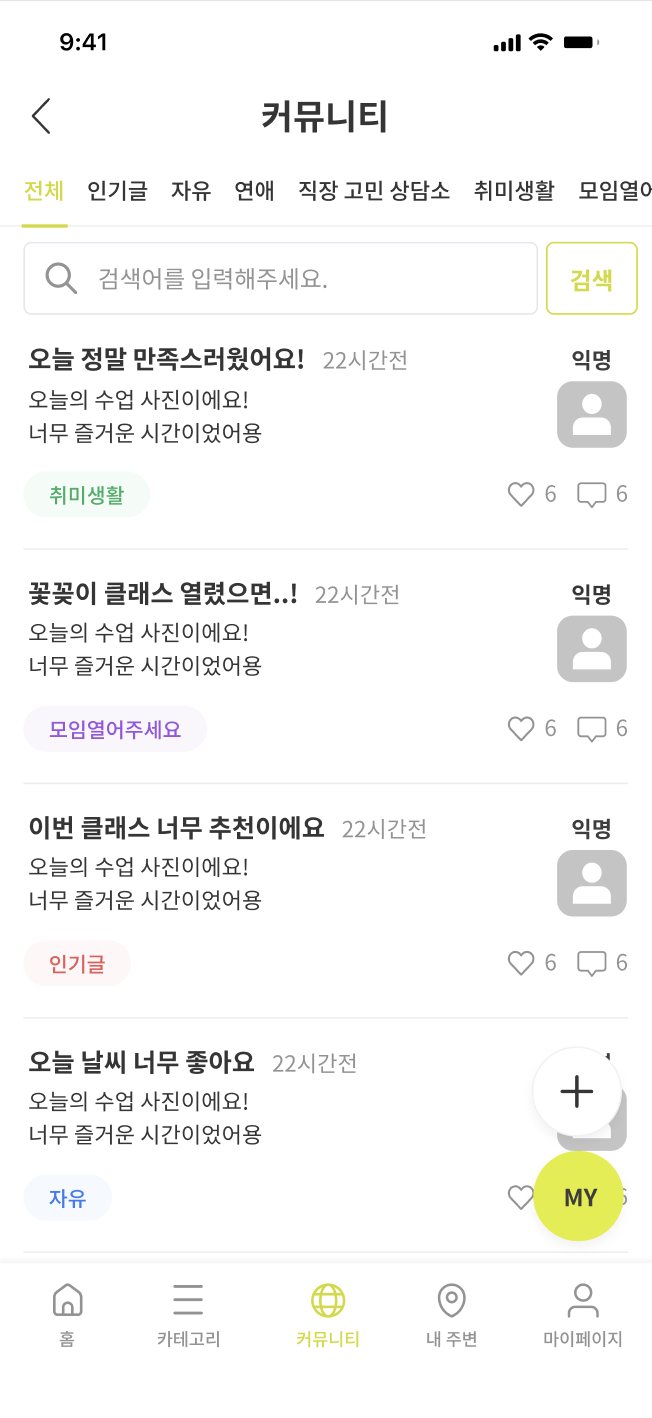 9:41
커뮤니티
전체 인기글 자유 연애 직장 고민 상담소 취미생활 모임열어
검색어를 입력해주세요. 검색
오늘 정말 만족스러웠어요! 22시간전 익명
오늘의 수업 사진이에요!
너무 즐거운 시간이었어용
취미생활 6 6
꽃꽂이 클래스 열렸으면..! 22시간전 익명
오늘의 수업 사진이에요!
너무 즐거운 시간이었어용
모임열어주세요 6 6
이번 클래스 너무 추천이에요 22시간전 익명
오늘의 수업 사진이에요!
너무 즐거운 시간이었어용
인기글 6 6
오늘 날씨 너무 좋아요 22시간전
오늘의 수업 사진이에요!
너무 즐거운 시간이었어용
자유 MY
홈 카테고리 커뮤니티 내 주변 마이페이지